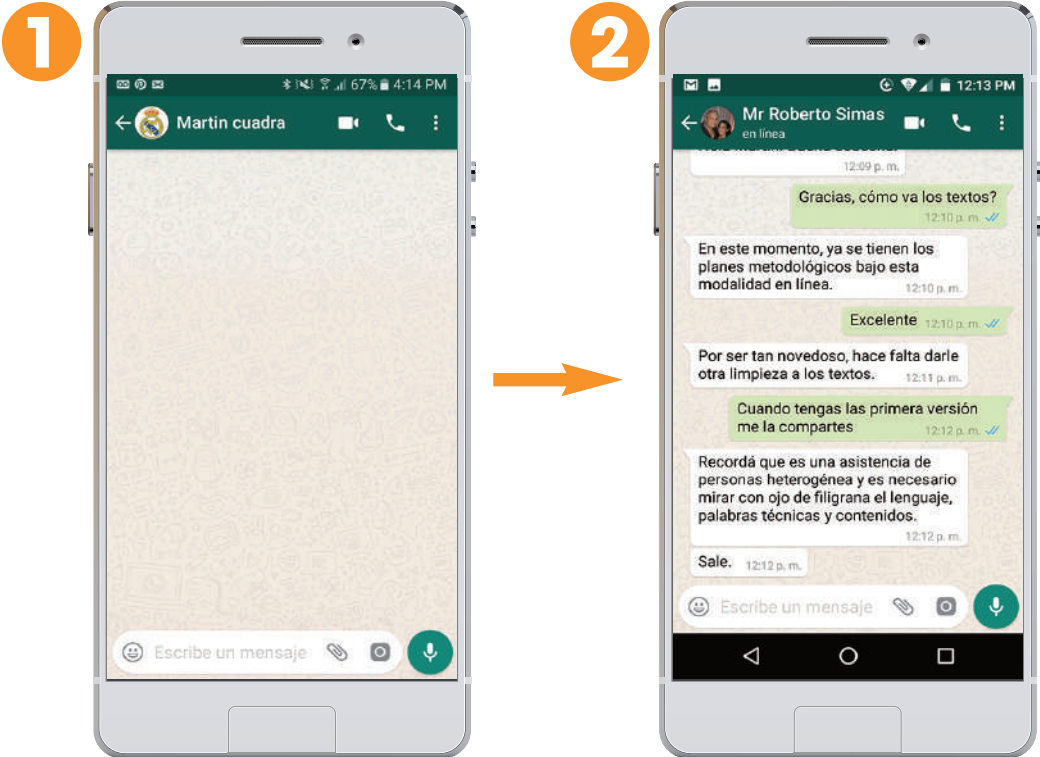 1
67% 4:14 PM
Martin cuadra
Escribe un mensaje
2
12:13 PM
Mr Roberto Simas
en línea
12:09 p. m.
Gracias, cómo va los textos?
12:10 p. m.
En este momento, ya se tienen los
planes metodológicos bajo esta
modalidad en línea.
12:10 p. m.
Excelente 12:10 p. m.
Por ser tan novedoso, hace falta darle
otra limpieza a los textos.
12:11 p. m.
Cuando tengas las primera versión
me la compartes
12:12 p. m.
Recordá que es una asistencia de
personas heterogénea y es necesario
mirar con ojo de filigrana el lenguaje,
palabras técnicas y contenidos.
12:12 p. m.
Sale. 12:12 p. m.
Escribe un mensaje